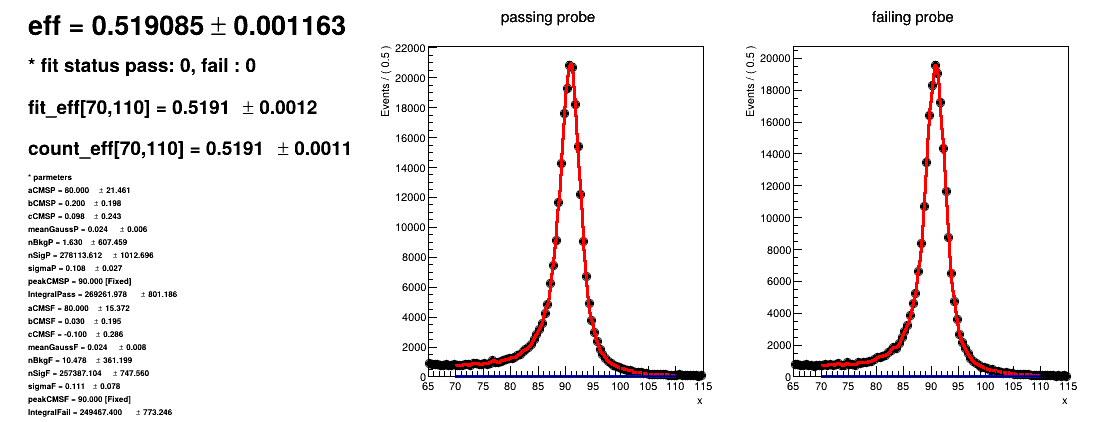 eff = 0.519085 ± 0.001163
* fit status pass: 0, fail : 0
fit_eff[70,110] = 0.5191 ± 0.0012
count_eff[70,110] = 0.5191 ± 0.0011
* parmeters
aCMSP = 80.000 ± 21.461
bCMSP = 0.200 ± 0.198
cCMSP = 0.098 ± 0.243
meanGaussP = 0.024 ± 0.006
nBkgP = 1.630 ± 607.459
nSigP = 278113.612 ± 1012.696
sigmaP = 0.108 ± 0.027
peakCMSP = 90.000 [Fixed]
IntegralPass = 269261.978 ± 801.186
aCMSF = 80.000 ± 15.372
bCMSF = 0.030 ± 0.195
cCMSF = -0.100 ± 0.286
meanGaussF = 0.024 ± 0.008
nBkgF = 10.478 ± 361.199
nSigF = 257387.104 ± 747.560
sigmaF = 0.111 ± 0.078
peakCMSF = 90.000 [Fixed]
IntegralFail = 249467.400 ± 773.246
passing probe
Events / ( 0.5 )
22000
20000
18000
16000
14000
12000
10000
8000
6000
4000
2000
0
65 70 75 80 85 90 95 100 105 110 115
x
failing probe
Events / ( 0.5 )
20000
18000
16000
14000
12000
10000
8000
6000
4000
2000
0
65 70 75 80 85 90 95 100 105 110 115
x